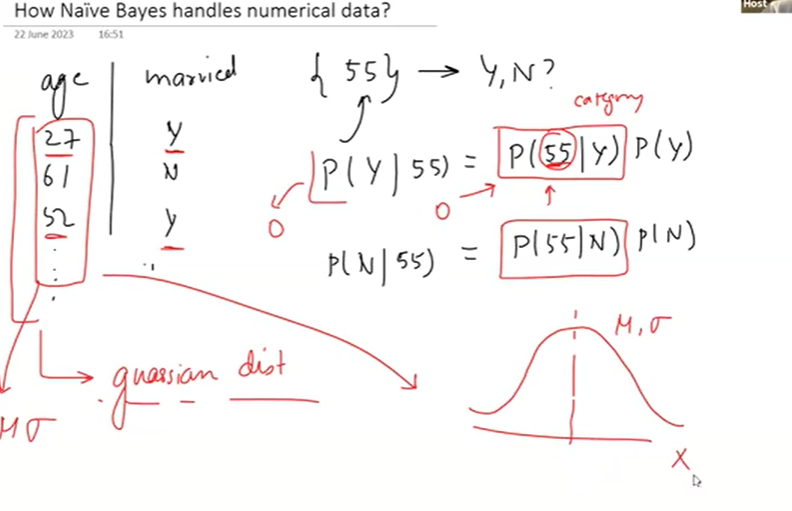 How Naïve Bayes handles numerical data?
Host
22 June 2023 16:51
age married
{ 55 } → Y, N?
category
27 Y
61 N
52 Y
P(Y | 55) = P(55 | Y) P(Y)
0 0
P(N | 55) = P(55 | N) P(N)
guassian dist
μ σ
μ, σ
X